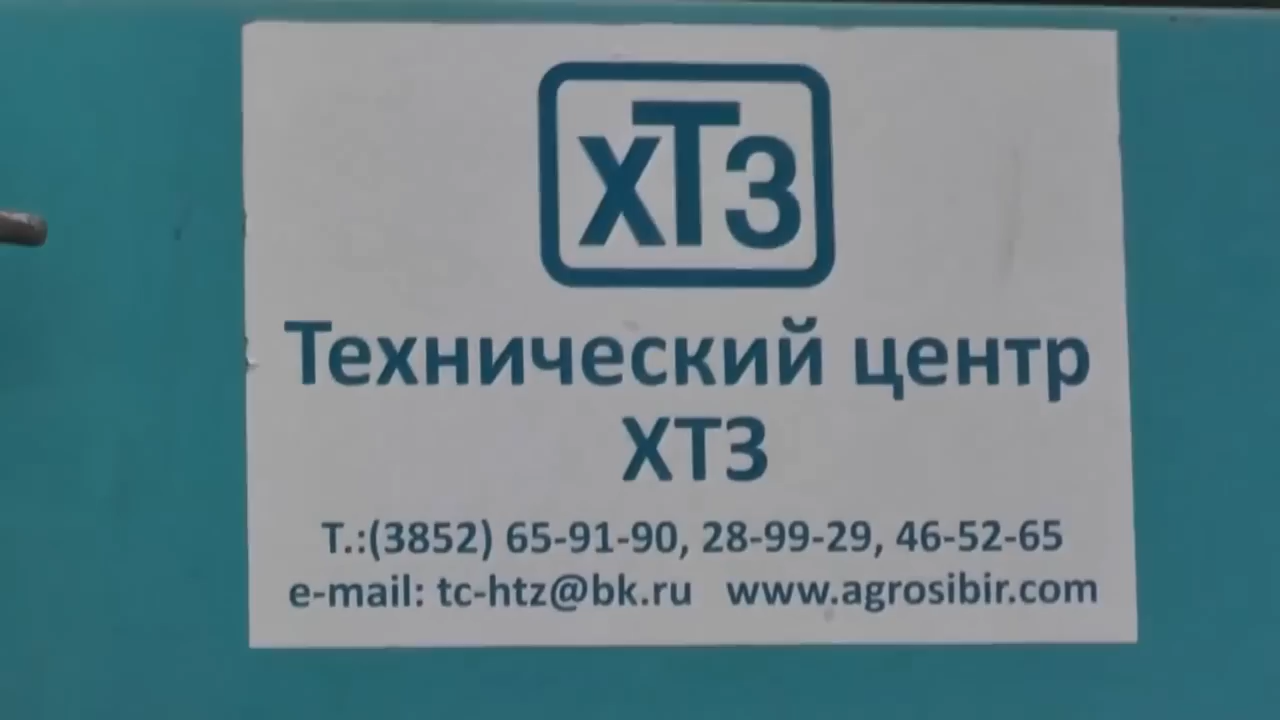 ХТЗ
Технический центр
ХТЗ
Т.:(3852) 65-91-90, 28-99-29, 46-52-65
e-mail: tc-htz@bk.ru www.agrosibir.com